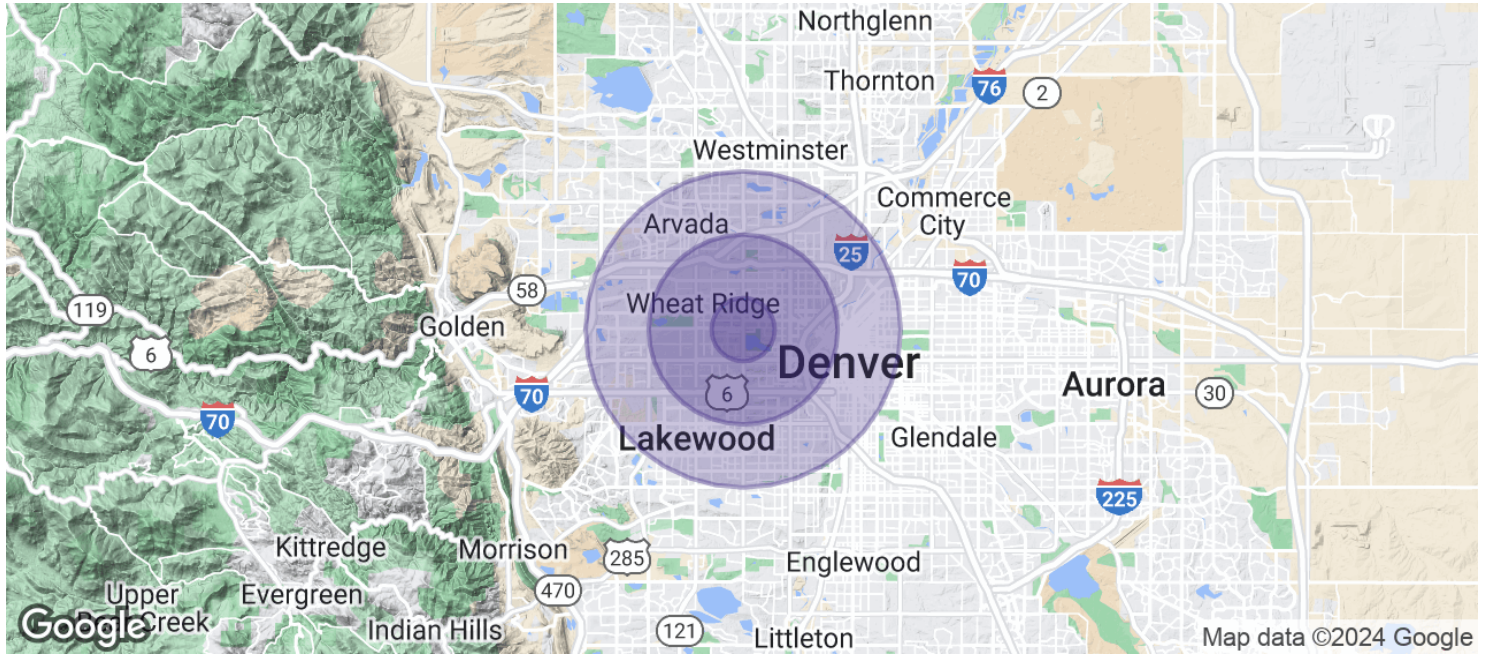 Northglenn
Thornton
76
2
Westminster
Commerce
City
Arvada
25
70
58
Wheat Ridge
119
Golden
6
Denver
70
6
Aurora
30
70
Lakewood
Glendale
225
Kittredge
Morrison
285
Englewood
470
Upper
Creek
Evergreen
Indian Hills
121
Littleton
Google
Map data ©2024 Google